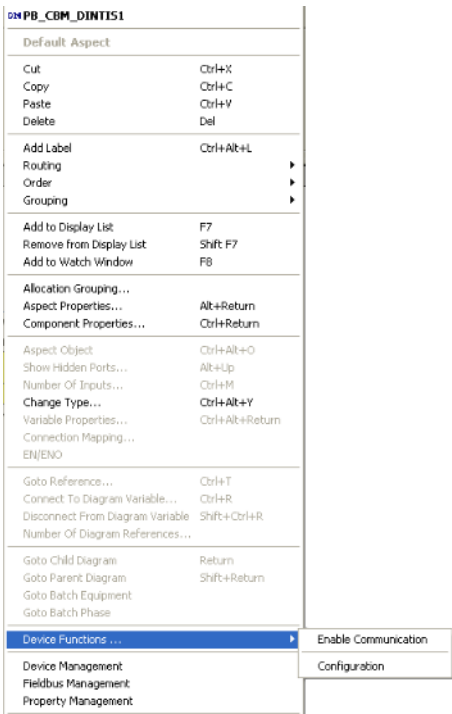 PB_CBM_DINTIS1
Default Aspect
Cut Ctrl+X
Copy Ctrl+C
Paste Ctrl+V
Delete Del
Add Label Ctrl+Alt+L
Routing
Order
Grouping
Add to Display List F7
Remove from Display List Shift F7
Add to Watch Window F8
Allocation Grouping...
Aspect Properties... Alt+Return
Component Properties... Ctrl+Return
Aspect Object Ctrl+Alt+O
Show Hidden Ports... Alt+Up
Number Of Inputs... Ctrl+M
Change Type... Ctrl+Alt+Y
Variable Properties... Ctrl+Alt+Return
Connection Mapping...
EN/ENO
Goto Reference... Ctrl+T
Connect To Diagram Variable... Ctrl+R
Disconnect From Diagram Variable Shift+Ctrl+R
Number Of Diagram References...
Goto Child Diagram Return
Goto Parent Diagram Shift+Return
Goto Batch Equipment
Goto Batch Phase
Device Functions ... Enable Communication
Configuration
Device Management
Fieldbus Management
Property Management